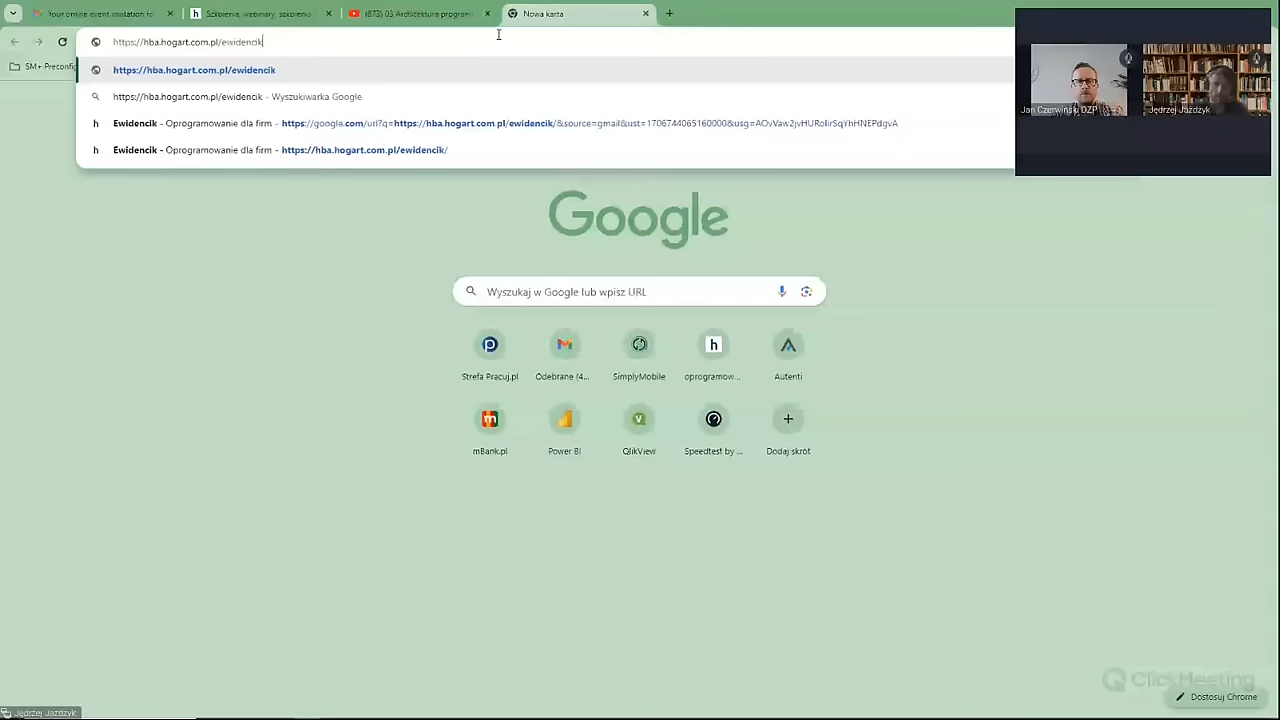 Your online event invitation fo
Szkolenia, webinary, szkolenio
(873) 03 Architektura program
Nowa karta
https://hba.hogart.com.pl/ewidencik
SM+ Preconfig
https://hba.hogart.com.pl/ewidencik
https://hba.hogart.com.pl/ewidencik - Wyszukiwarka Google
Ewidencik - Oprogramowanie dla firm - https://google.com/url?q=https://hba.hogart.com.pl/ewidencik/&source=gmail&ust=1706744065160000&usg=AOvVaw2jvHURolirSqYhHNEPdgvA
Ewidencik - Oprogramowanie dla firm - https://hba.hogart.com.pl/ewidencik/
Jan Czerwiński, DZP
Jędrzej Jażdżyk
Google
Wyszukaj w Google lub wpisz URL
Strefa Pracuj.pl
Odebrane (4...
SimplyMobile
oprogramow...
Autenti
mBank.pl
Power BI
QlikView
Speedtest by ...
Dodaj skrót
ClickMeeting
Dostosuj Chrome
Jędrzej Jażdżyk